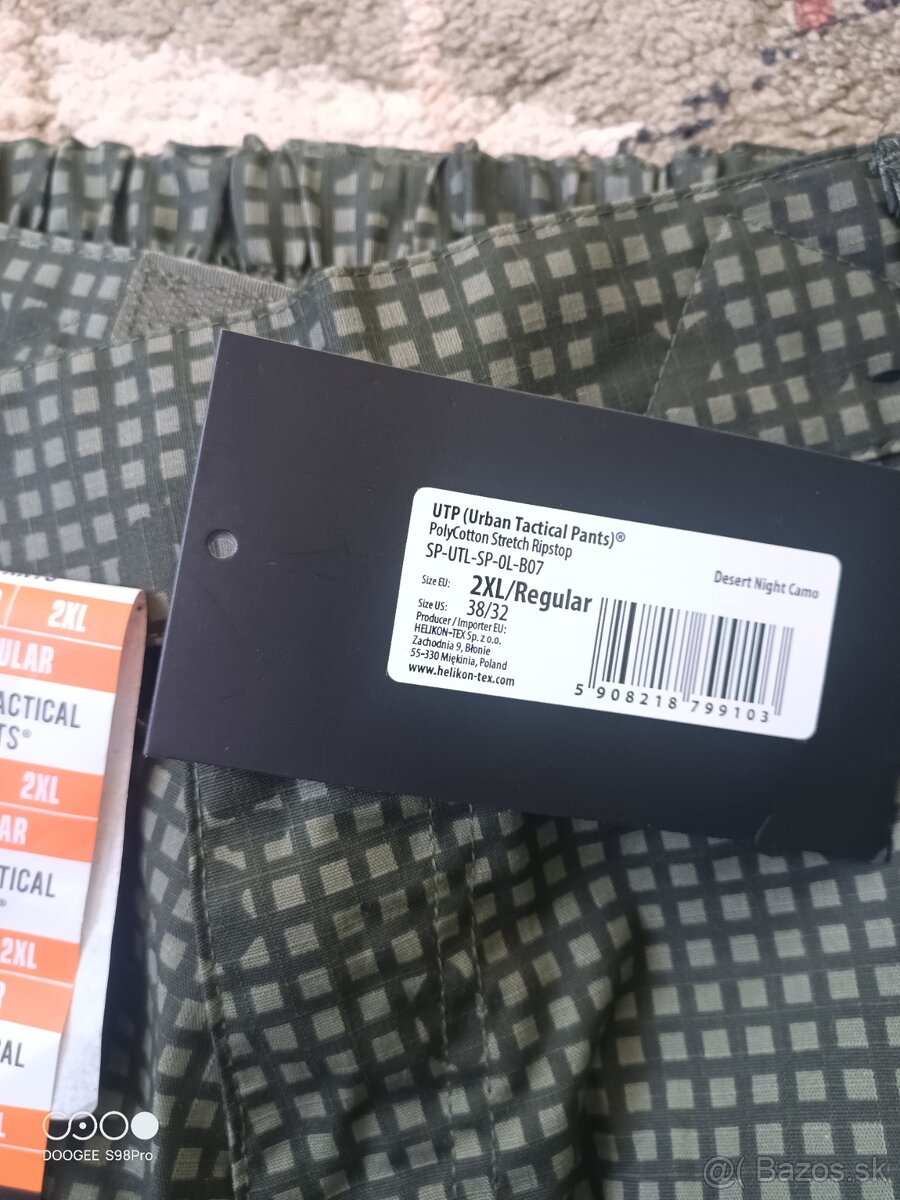 UTP (Urban Tactical Pants)®
PolyCotton Stretch Ripstop
SP-UTL-SP-0L-B07
Desert Night Camo
Size EU: 2XL/Regular
Size US: 38/32
Producer / Importer EU:
HELIKON-TEX Sp. z o.o.
Zachodnia 9, Błonie
55-330 Miękinia, Poland
www.helikon-tex.com
5 908218 799103
2XL
ULAR
ACTICAL
TS®
2XL
AR
TICAL
®
2XL
AL
DOOGEE S98Pro
@( Bazos.sk